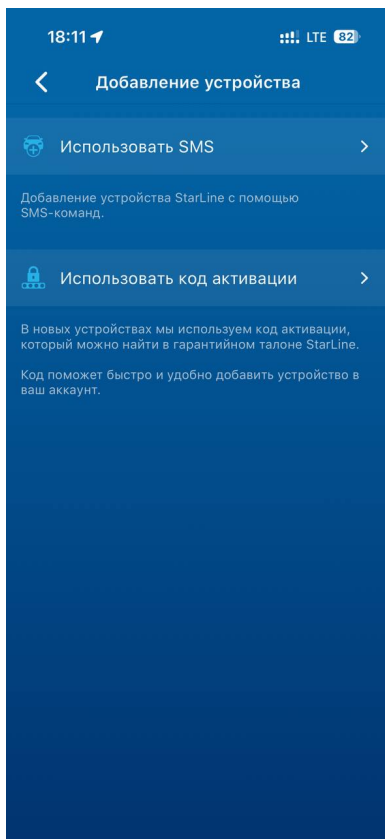 18:11 LTE 82
Добавление устройства
Использовать SMS
Добавление устройства StarLine с помощью
SMS-команд.
Использовать код активации
В новых устройствах мы используем код активации,
который можно найти в гарантийном талоне StarLine.
Код поможет быстро и удобно добавить устройство в
ваш аккаунт.